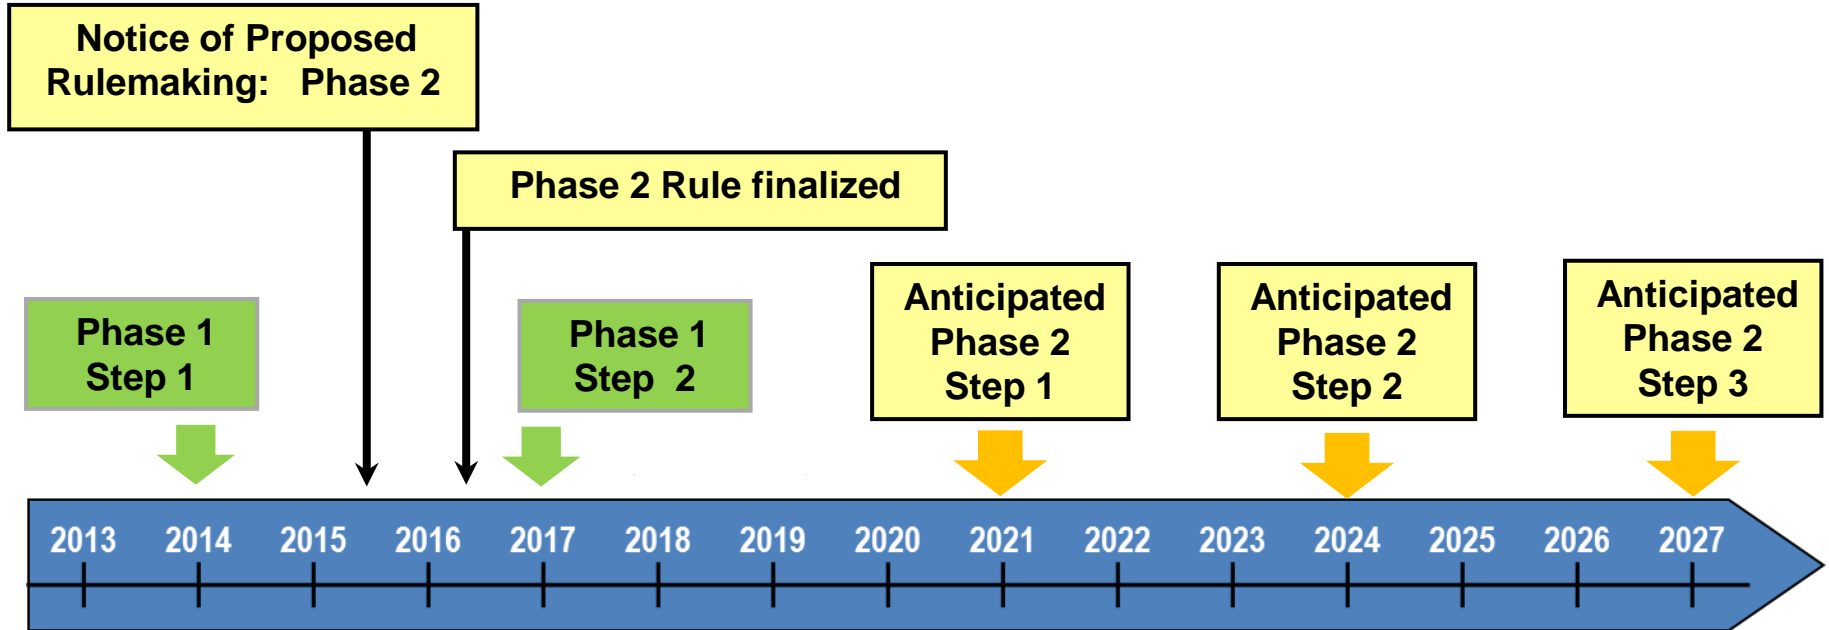 Notice of Proposed
Rulemaking: Phase 2
Phase 2 Rule finalized
Phase 1
Step 1
Phase 1
Step 2
Anticipated
Phase 2
Step 1
Anticipated
Phase 2
Step 2
Anticipated
Phase 2
Step 3
2013 2014 2015 2016 2017 2018 2019 2020 2021 2022 2023 2024 2025 2026 2027